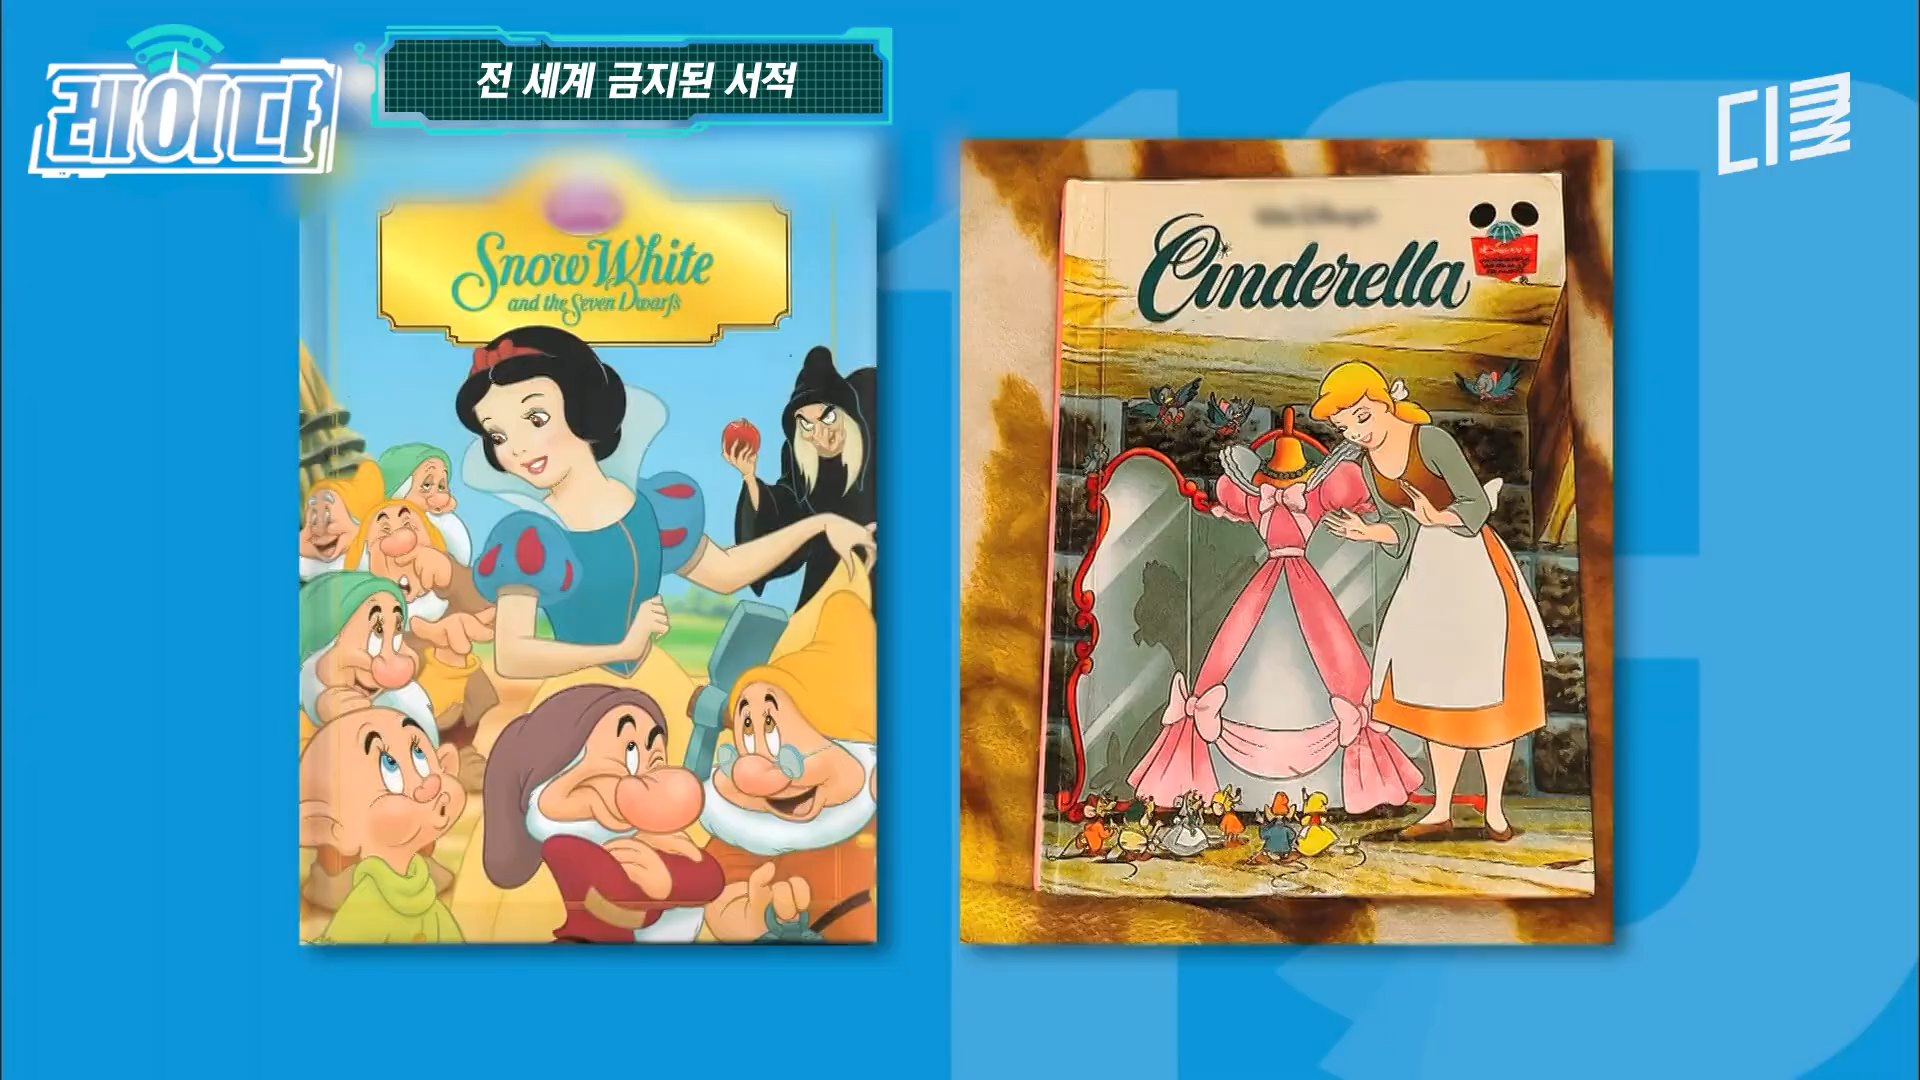 레이다
전 세계 금지된 서적
디클
Snow White
and the Seven Dwarfs
Cinderella